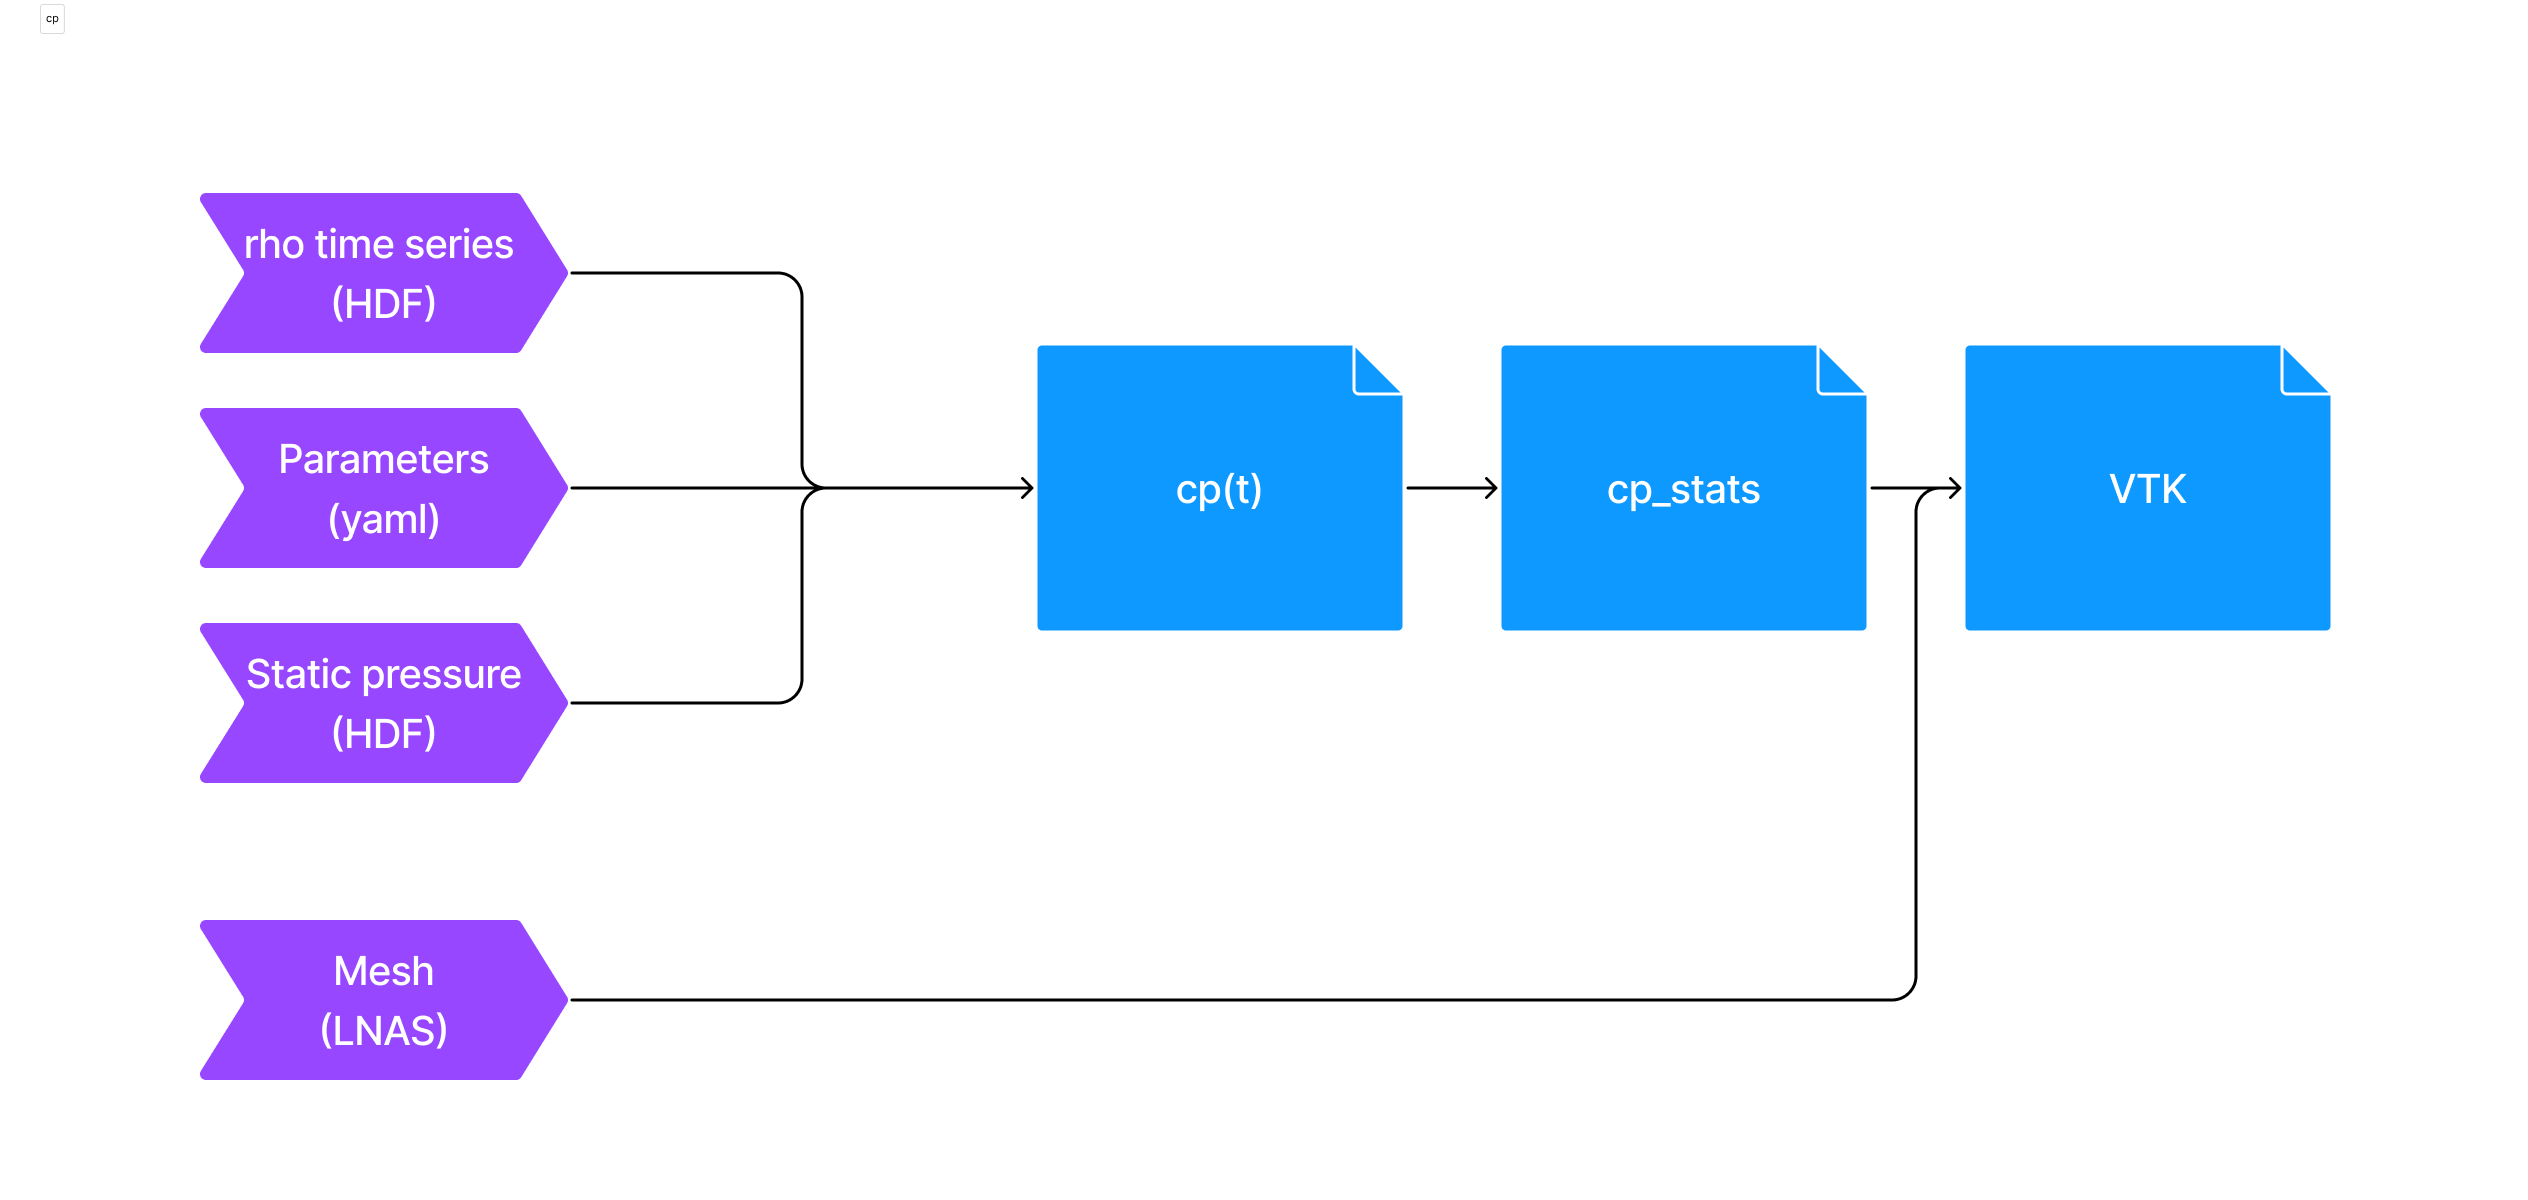 cp
rho time series
(HDF)
Parameters
(yaml)
Static pressure
(HDF)
cp(t)
cp_stats
VTK
Mesh
(LNAS)